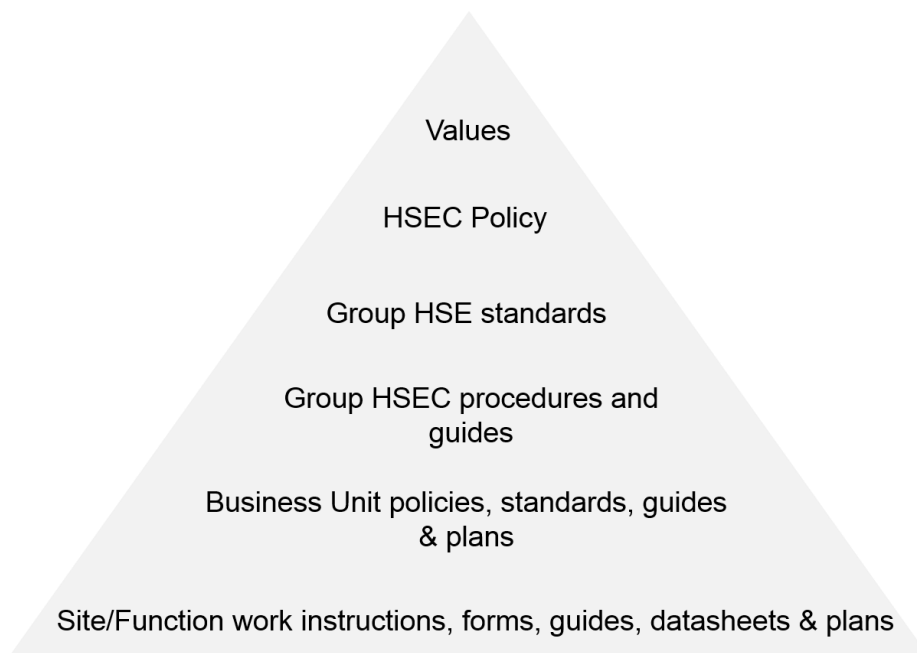 Values
HSEC Policy
Group HSE standards
Group HSEC procedures and
guides
Business Unit policies, standards, guides
& plans
Site/Function work instructions, forms, guides, datasheets & plans